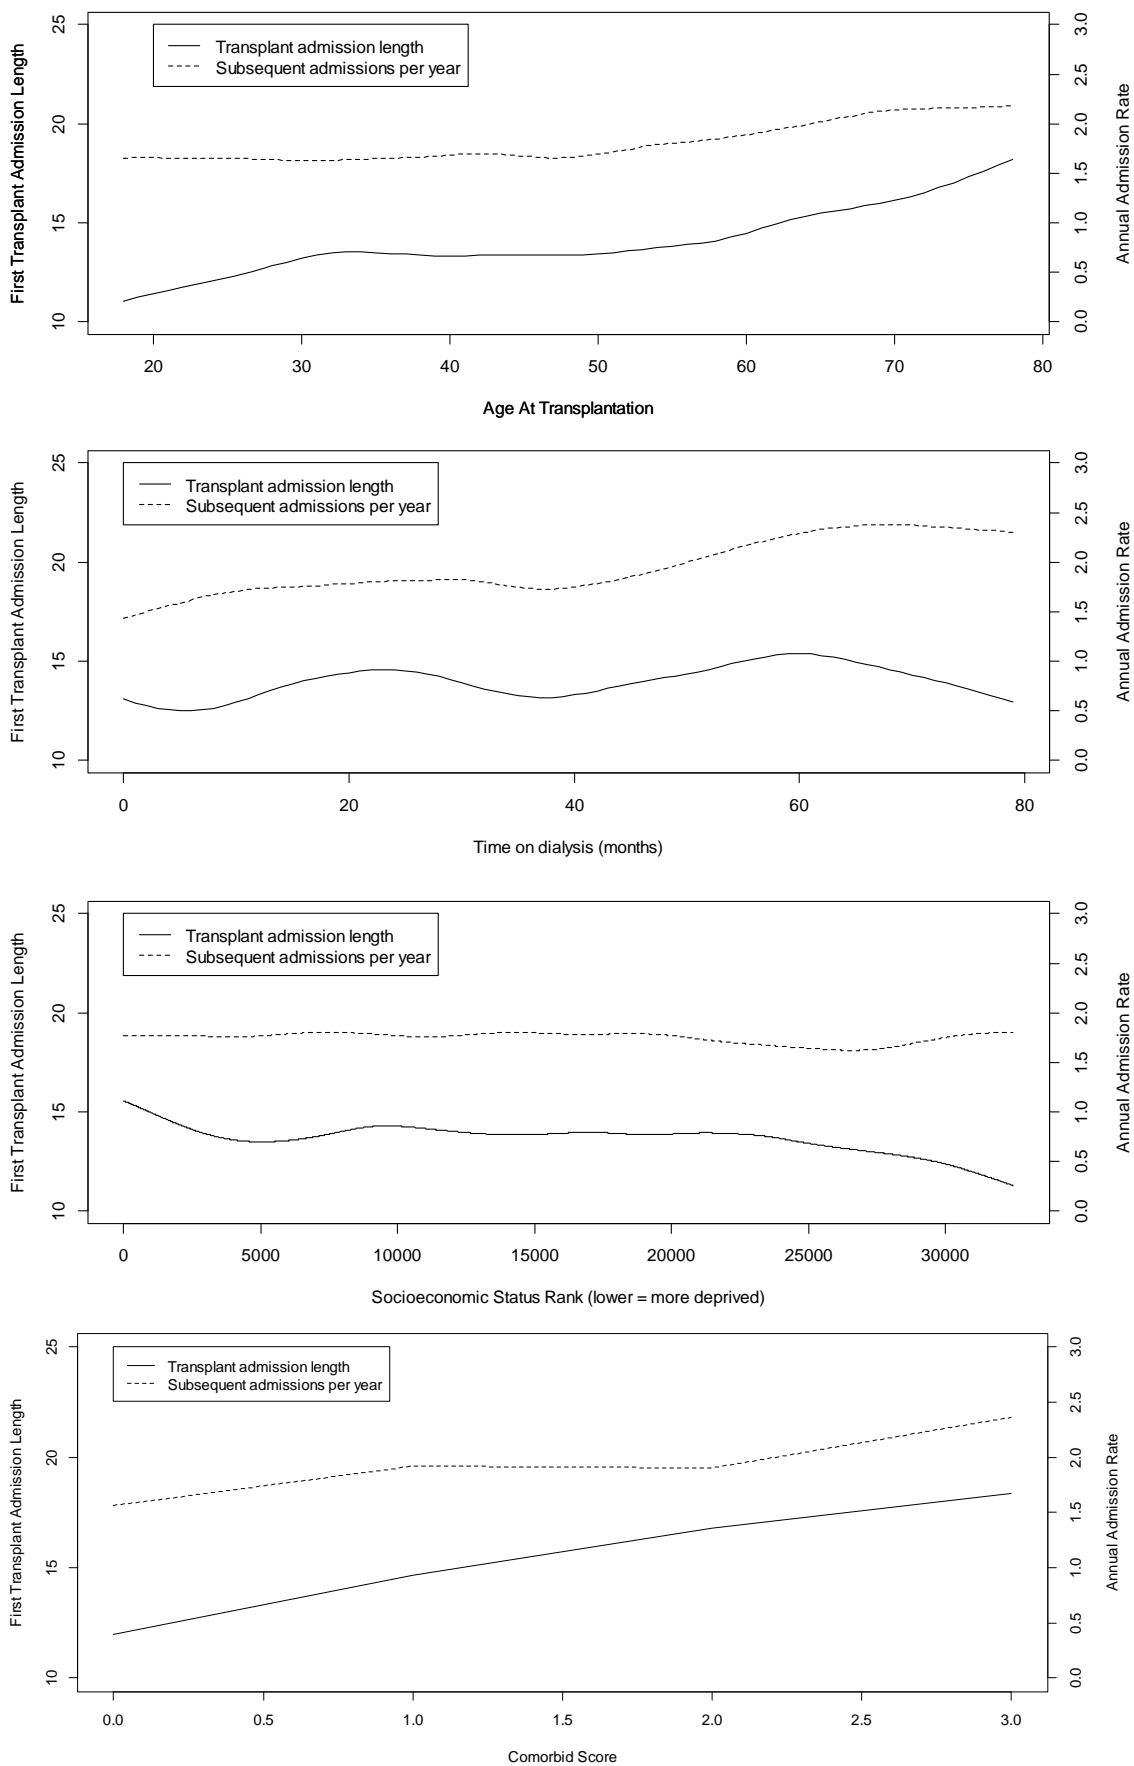 25
20
15
10
First Transplant Admission Length
Transplant admission length
Subsequent admissions per year
3.0
2.5
2.0
1.5
1.0
0.5
0.0
Annual Admission Rate
20 30 40 50 60 70 80
Age At Transplantation
25
20
15
10
First Transplant Admission Length
Transplant admission length
Subsequent admissions per year
3.0
2.5
2.0
1.5
1.0
0.5
0.0
Annual Admission Rate
0 20 40 60 80
Time on dialysis (months)
25
20
15
10
First Transplant Admission Length
Transplant admission length
Subsequent admissions per year
3.0
2.5
2.0
1.5
1.0
0.5
0.0
Annual Admission Rate
0 5000 10000 15000 20000 25000 30000
Socioeconomic Status Rank (lower = more deprived)
25
20
15
10
First Transplant Admission Length
Transplant admission length
Subsequent admissions per year
3.0
2.5
2.0
1.5
1.0
0.5
0.0
Annual Admission Rate
0.0 0.5 1.0 1.5 2.0 2.5 3.0
Comorbid Score